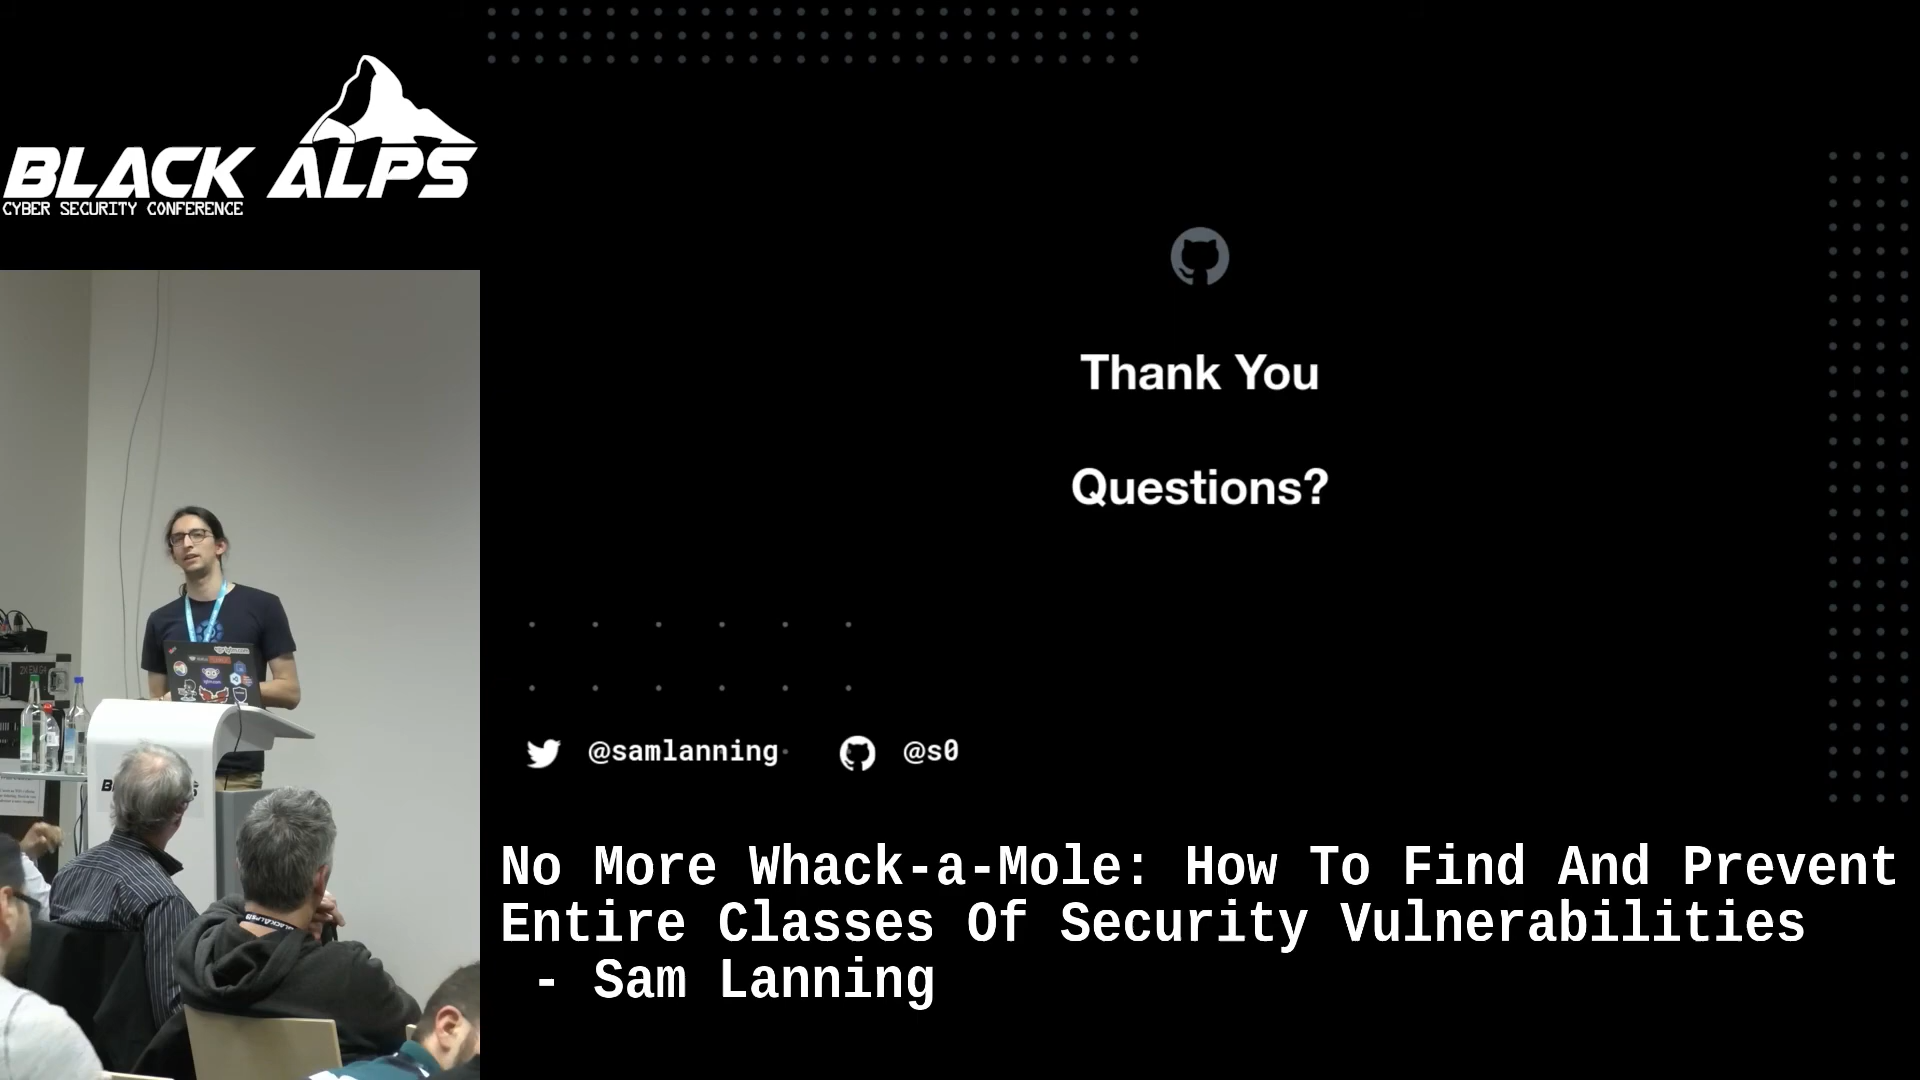 BLACK ALPS
CYBER SECURITY CONFERENCE
Thank You
Questions?
@samlanning
@s0
No More Whack-a-Mole: How To Find And Prevent
Entire Classes Of Security Vulnerabilities
- Sam Lanning